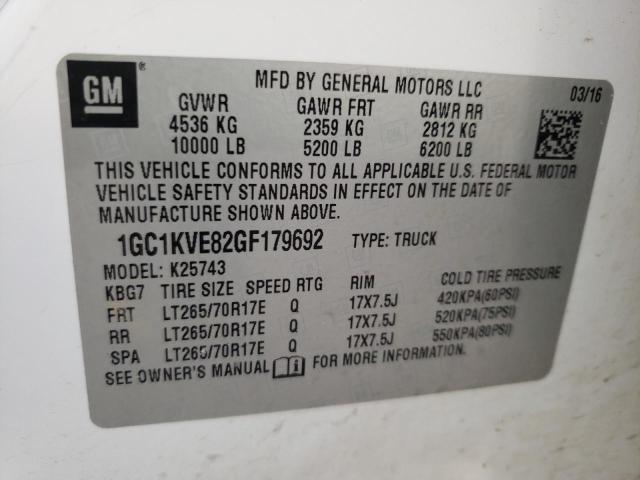 GM ®
MFD BY GENERAL MOTORS LLC
03/16
GVWR GAWR FRT GAWR RR
4536 KG 2359 KG 2812 KG
10000 LB 5200 LB 6200 LB
THIS VEHICLE CONFORMS TO ALL APPLICABLE U.S. FEDERAL MOTOR
VEHICLE SAFETY STANDARDS IN EFFECT ON THE DATE OF
MANUFACTURE SHOWN ABOVE.
1GC1KVE82GF179692 TYPE: TRUCK
MODEL: K25743
KBG7 TIRE SIZE SPEED RTG RIM COLD TIRE PRESSURE
FRT LT265/70R17E Q 17X7.5J 420KPA(60PSI)
RR LT265/70R17E Q 17X7.5J 520KPA(75PSI)
SPA LT265/70R17E Q 17X7.5J 550KPA(80PSI)
SEE OWNER'S MANUAL FOR MORE INFORMATION.